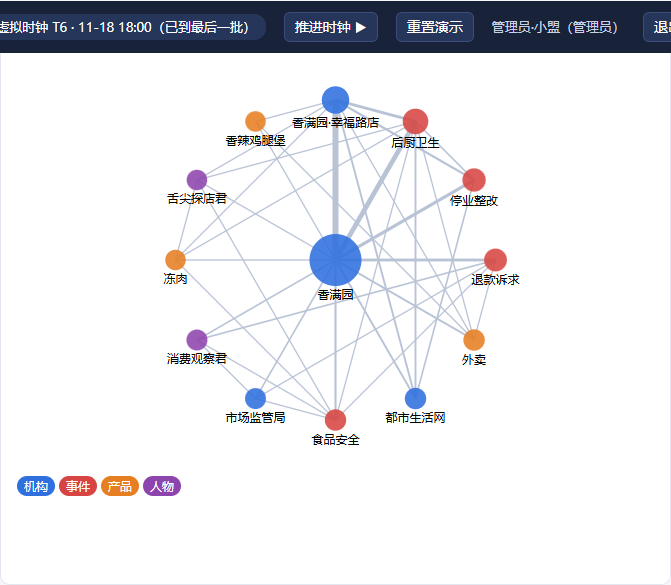 虚拟时钟 T6 · 11-18 18:00（已到最后一批）
推进时钟 ▶
重置演示
管理员·小盟（管理员）
退出
香满园·幸福路店
香辣鸡腿堡
后厨卫生
舌尖探店君
停业整改
冻肉
香满园
退款诉求
消费观察君
外卖
市场监管局
都市生活网
食品安全
机构 事件 产品 人物